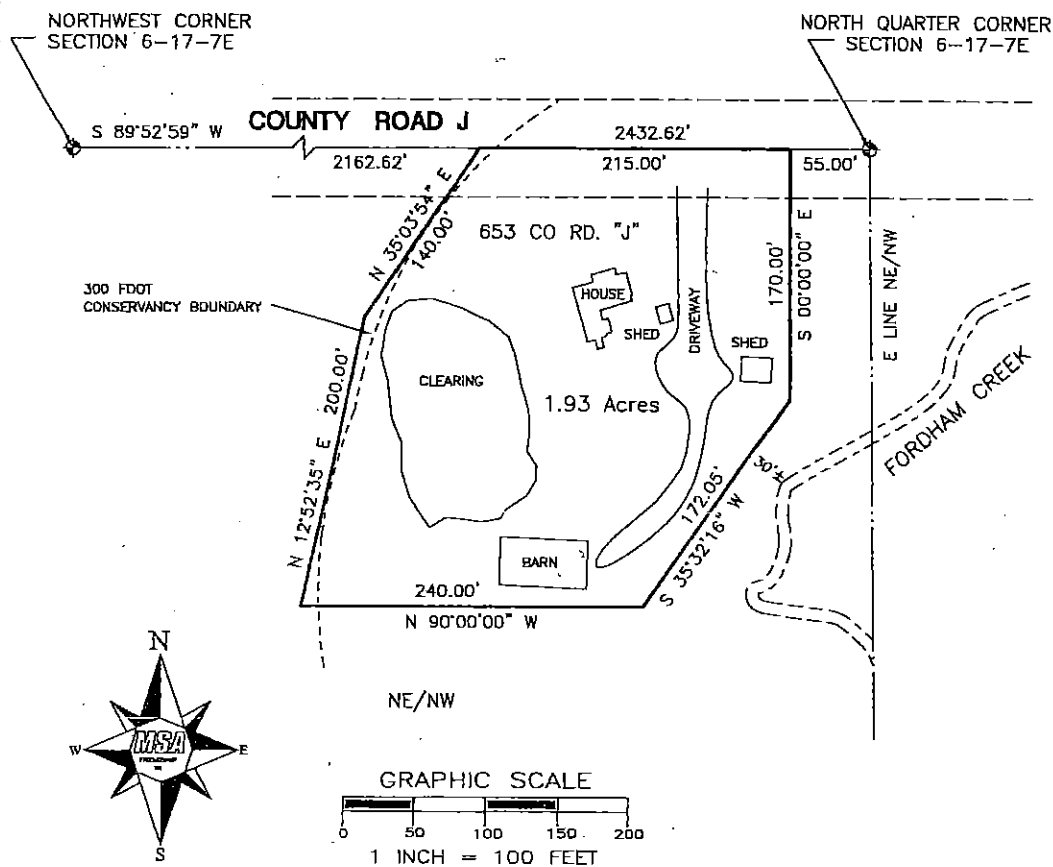 NORTHWEST CORNER
SECTION 6-17-7E
NORTH QUARTER CORNER
SECTION 6-17-7E
S 89°52'59" W
COUNTY ROAD J
2432.62'
2162.62'
215.00'
55.00'
N 35°03'54" E
140.00'
653 CO RD. "J"
170.00'
S 00°00'00" E
E LINE NE/NW
300 FOOT
CONSERVANCY BOUNDARY
HOUSE
SHED
DRIVEWAY
SHED
CLEARING
1.93 Acres
FORDHAM CREEK
N 12°52'35" E
200.00'
30'±
172.05'
S 35°32'16" W
BARN
240.00'
N 90°00'00" W
NE/NW
N
W
MSA
E
S
GRAPHIC SCALE
0 50 100 150 200
1 INCH = 100 FEET